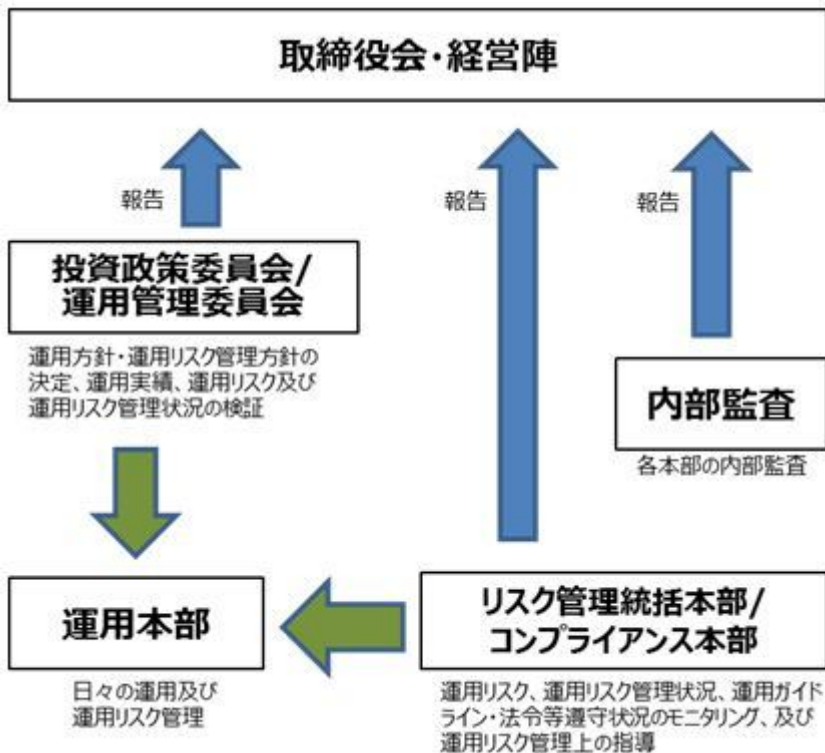 取締役会・経営陣
報告
報告
報告
投資政策委員会/
運用管理委員会
運用方針・運用リスク管理方針の
決定、運用実績、運用リスク及び
運用リスク管理状況の検証
内部監査
各本部の内部監査
運用本部
日々の運用及び
運用リスク管理
リスク管理統括本部/
コンプライアンス本部
運用リスク、運用リスク管理状況、運用ガイド
ライン・法令等遵守状況のモニタリング、及び
運用リスク管理上の指導